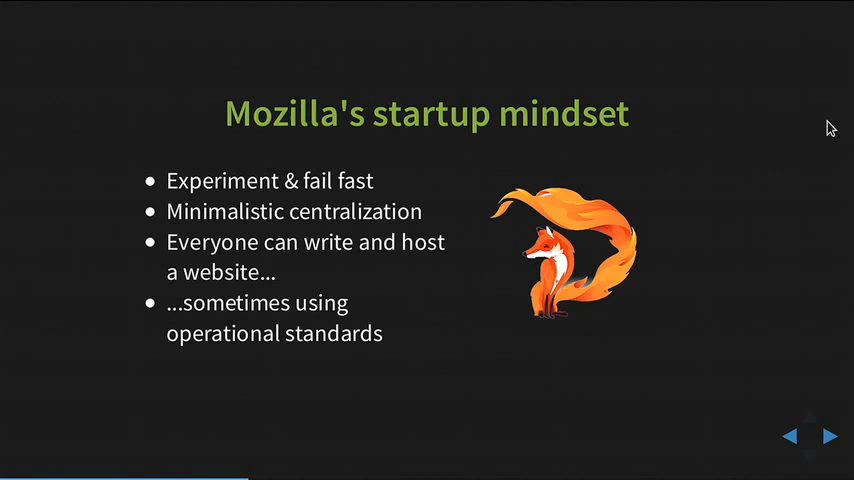 Mozilla's startup mindset
Experiment & fail fast
Minimalistic centralization
Everyone can write and host
a website...
...sometimes using
operational standards